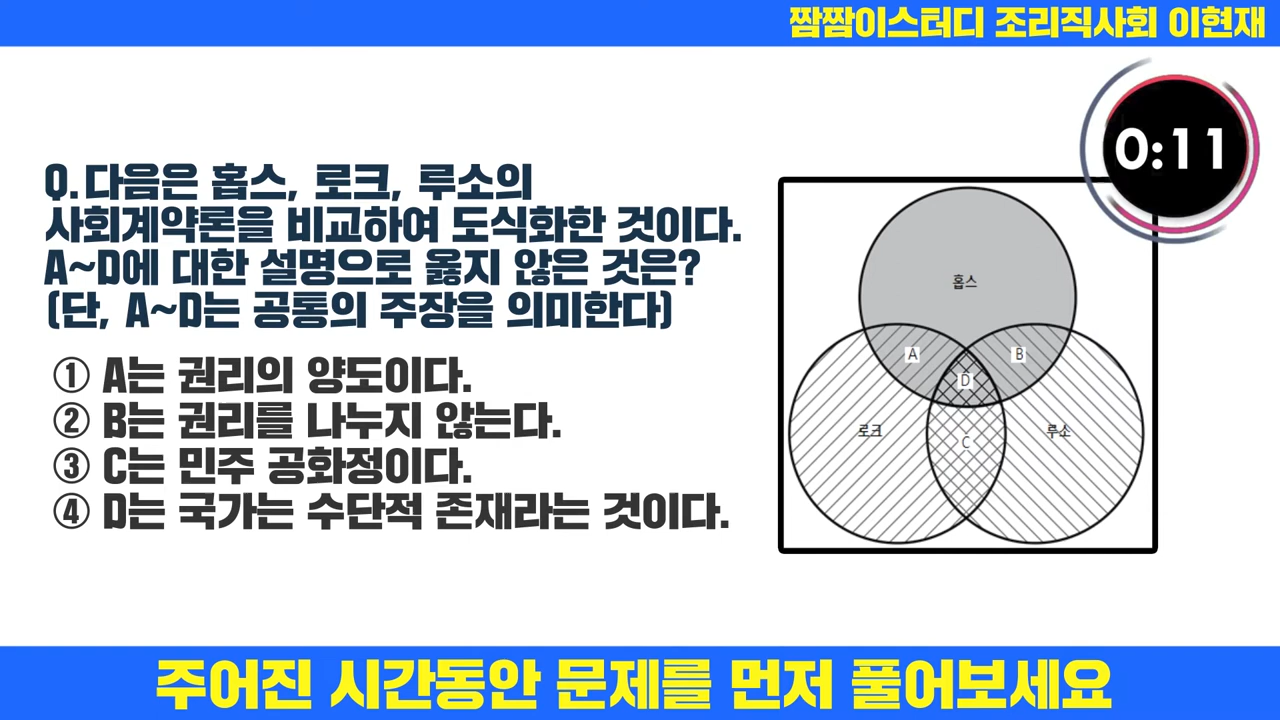 짬짬이스터디 조리직사회 이현재
0:11
Q.다음은 홉스, 로크, 루소의
사회계약론을 비교하여 도식화한 것이다.
A~D에 대한 설명으로 옳지 않은 것은?
(단, A~D는 공통의 주장을 의미한다)
① A는 권리의 양도이다.
② B는 권리를 나누지 않는다.
③ C는 민주 공화정이다.
④ D는 국가는 수단적 존재라는 것이다.
홉스
A
B
D
로크
C
루소
주어진 시간동안 문제를 먼저 풀어보세요